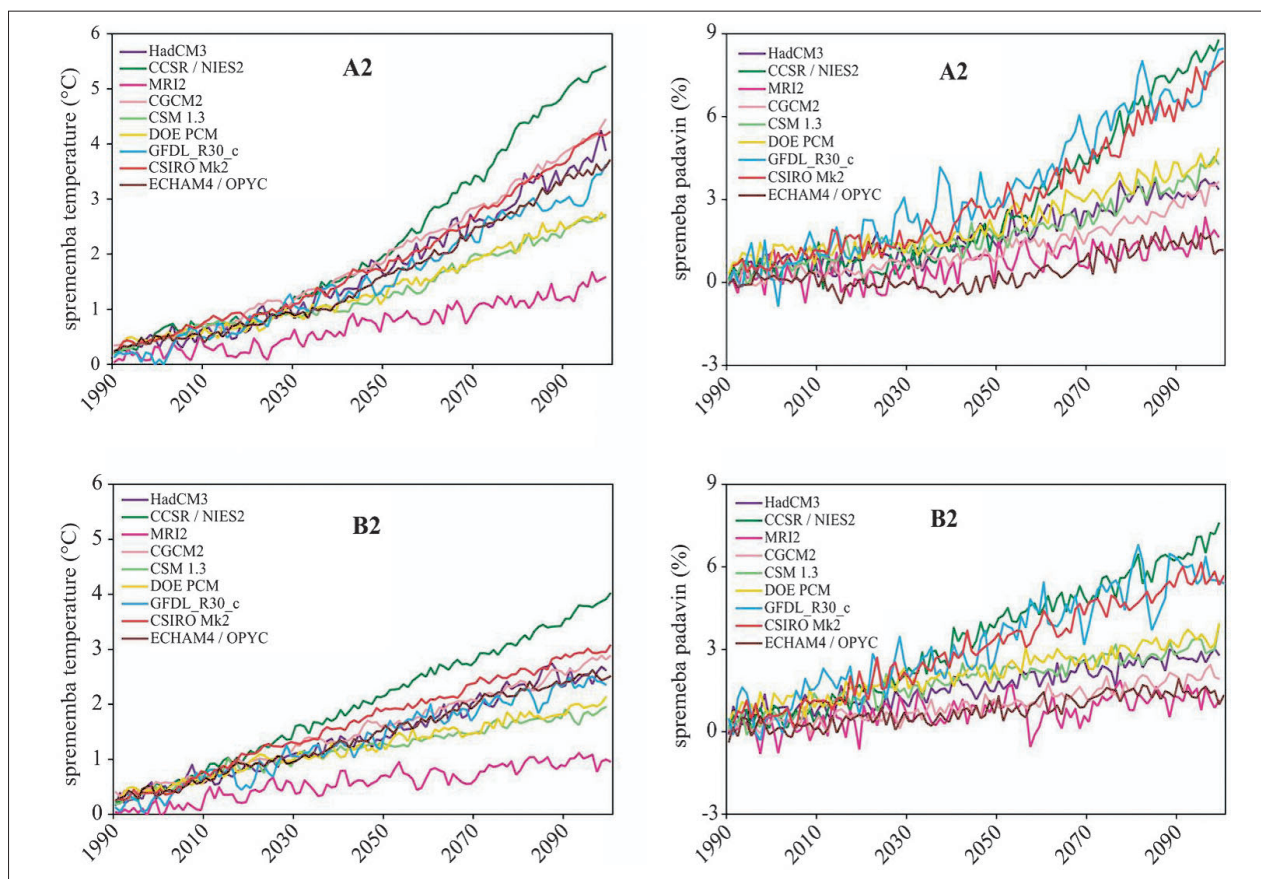 A2
sprememba temperature (°C)
6
5
4
3
2
1
0
HadCM3
CCSR / NIES2
MRI2
CGCM2
CSM 1.3
DOE PCM
GFDL_R30_c
CSIRO Mk2
ECHAM4 / OPYC
1990
2010
2030
2050
2070
2090
A2
spremeba padavin (%)
9
6
3
0
-3
HadCM3
CCSR / NIES2
MRI2
CGCM2
CSM 1.3
DOE PCM
GFDL_R30_c
CSIRO Mk2
ECHAM4 / OPYC
1990
2010
2030
2050
2070
2090
B2
sprememba temperature (°C)
6
5
4
3
2
1
0
HadCM3
CCSR / NIES2
MRI2
CGCM2
CSM 1.3
DOE PCM
GFDL_R30_c
CSIRO Mk2
ECHAM4 / OPYC
1990
2010
2030
2050
2070
2090
B2
spremeba padavin (%)
9
6
3
0
-3
HadCM3
CCSR / NIES2
MRI2
CGCM2
CSM 1.3
DOE PCM
GFDL_R30_c
CSIRO Mk2
ECHAM4 / OPYC
1990
2010
2030
2050
2070
2090